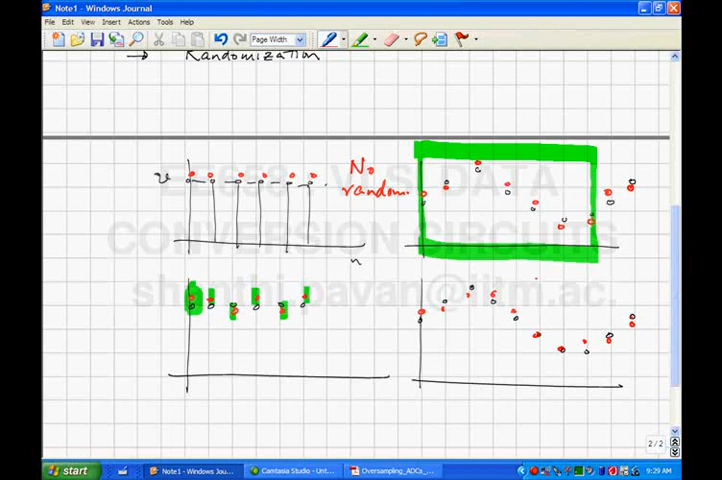 Note1 - Windows Journal
File Edit View Insert Actions Tools Help
Page Width
→ Randomization
EE658 VLSI DATA
CONVERSION CIRCUITS
shanthi.pavan@iitm.ac
v
n
No
random.
2 / 2
start
Note1 - Windows Jou...
Camtasia Studio - Unt...
Oversampling_ADCs_...
9:29 AM